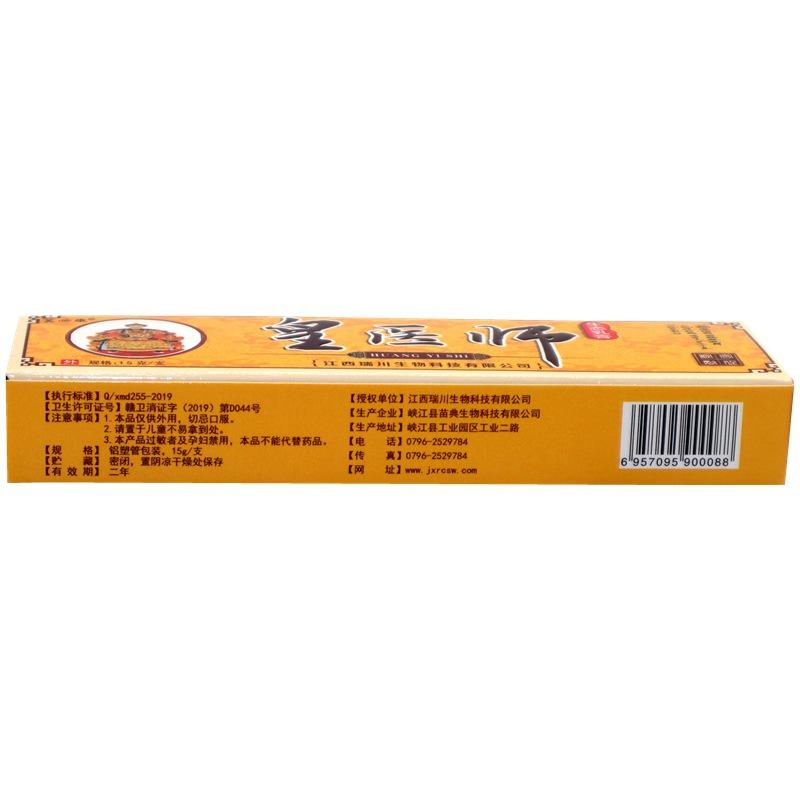 皇医师
HUANG YI SHI
外 规格:15克/支
江西瑞川生物科技有限公司
【执行标准】Q/xmd255-2019
【卫生许可证号】赣卫消证字（2019）第D044号
【注意事项】1.本品仅供外用，切忌口服。
2.请置于儿童不易拿到处。
3.本产品过敏者及孕妇禁用，本品不能代替药品。
【规 格】铝塑管包装，15g/支
【贮 藏】密闭，置阴凉干燥处保存
【有 效 期】二年
【授权单位】江西瑞川生物科技有限公司
【生产企业】峡江县苗典生物科技有限公司
【生产地址】峡江县工业园区工业二路
【电 话】0796-2529784
【传 真】0796-2529784
【网 址】www.jxrcsw.com
6 957095 900088